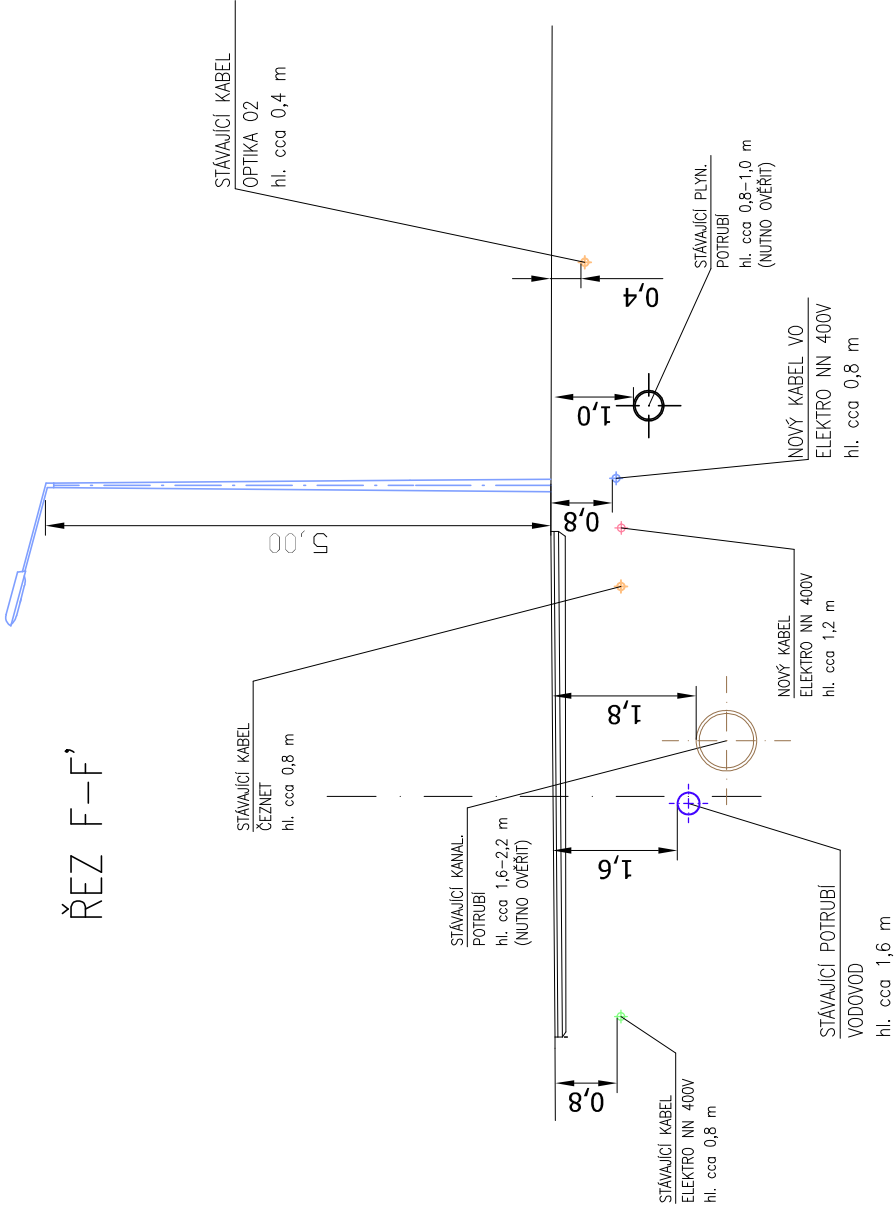 ŘEZ F–F'
STÁVAJÍCÍ KABEL
OPTIKA O2
hl. cca 0,4 m
STÁVAJÍCÍ PLYN.
POTRUBÍ
hl. cca 0,8–1,0 m
(NUTNO OVĚŘIT)
NOVÝ KABEL VO
ELEKTRO NN 400V
hl. cca 0,8 m
NOVÝ KABEL
ELEKTRO NN 400V
hl. cca 1,2 m
STÁVAJÍCÍ KABEL
ČEZNET
hl. cca 0,8 m
STÁVAJÍCÍ KANAL.
POTRUBÍ
hl. cca 1,6–2,2 m
(NUTNO OVĚŘIT)
STÁVAJÍCÍ POTRUBÍ
VODOVOD
hl. cca 1,6 m
STÁVAJÍCÍ KABEL
ELEKTRO NN 400V
hl. cca 0,8 m
5,00
0,4
1,0
0,8
1,8
1,6
0,8